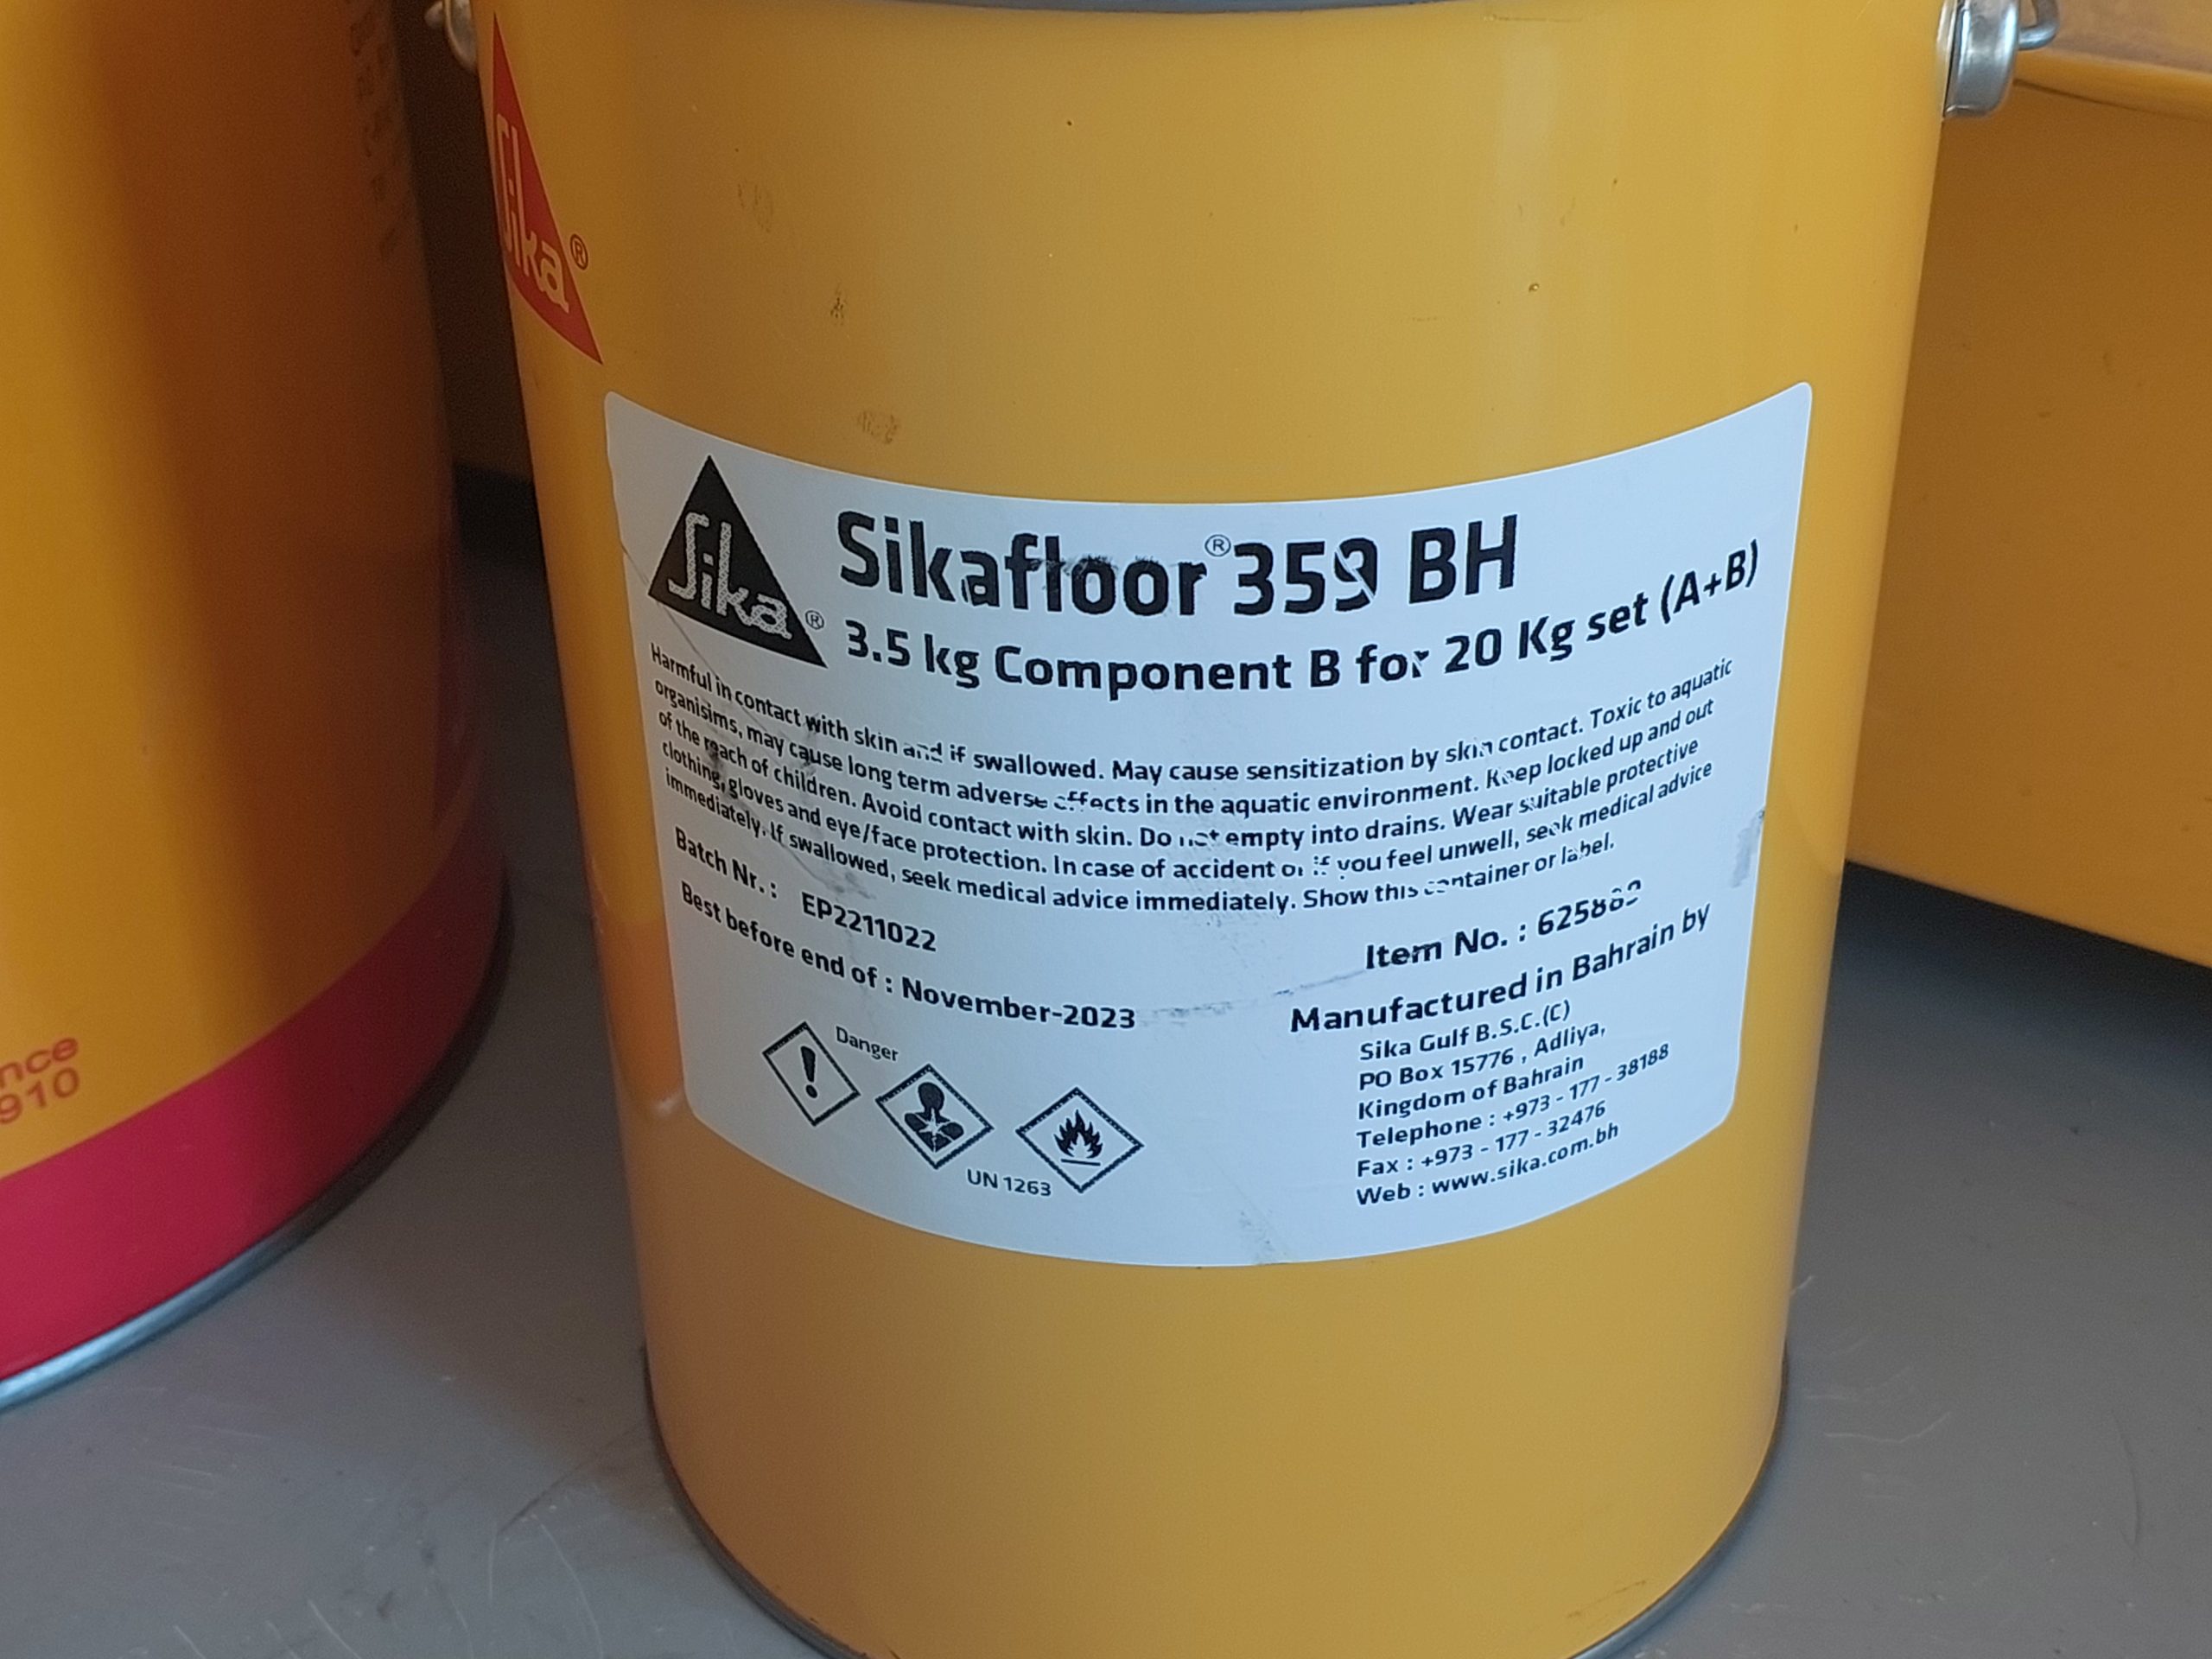 Sika®
Sika®
Sikafloor® 359 BH
3.5 kg Component B for 20 Kg set (A+B)
Harmful in contact with skin and if swallowed. May cause sensitization by skin contact. Toxic to aquatic
organisims, may cause long term adverse effects in the aquatic environment. Keep locked up and out
of the reach of children. Avoid contact with skin. Do not empty into drains. Wear suitable protective
clothing, gloves and eye/face protection. In case of accident or if you feel unwell, seek medical advice
immediately. If swallowed, seek medical advice immediately. Show this container or label.
Batch Nr. : EP2211022
Best before end of : November-2023
Danger
UN 1263
Item No. :
Manufactured in Bahrain by
Sika Gulf B.S.C.(C)
PO Box 15776 , Adliya,
Kingdom of Bahrain
Telephone : +973 - 177 - 38188
Fax : +973 - 177 - 32476
Web : www.sika.com.bh
910